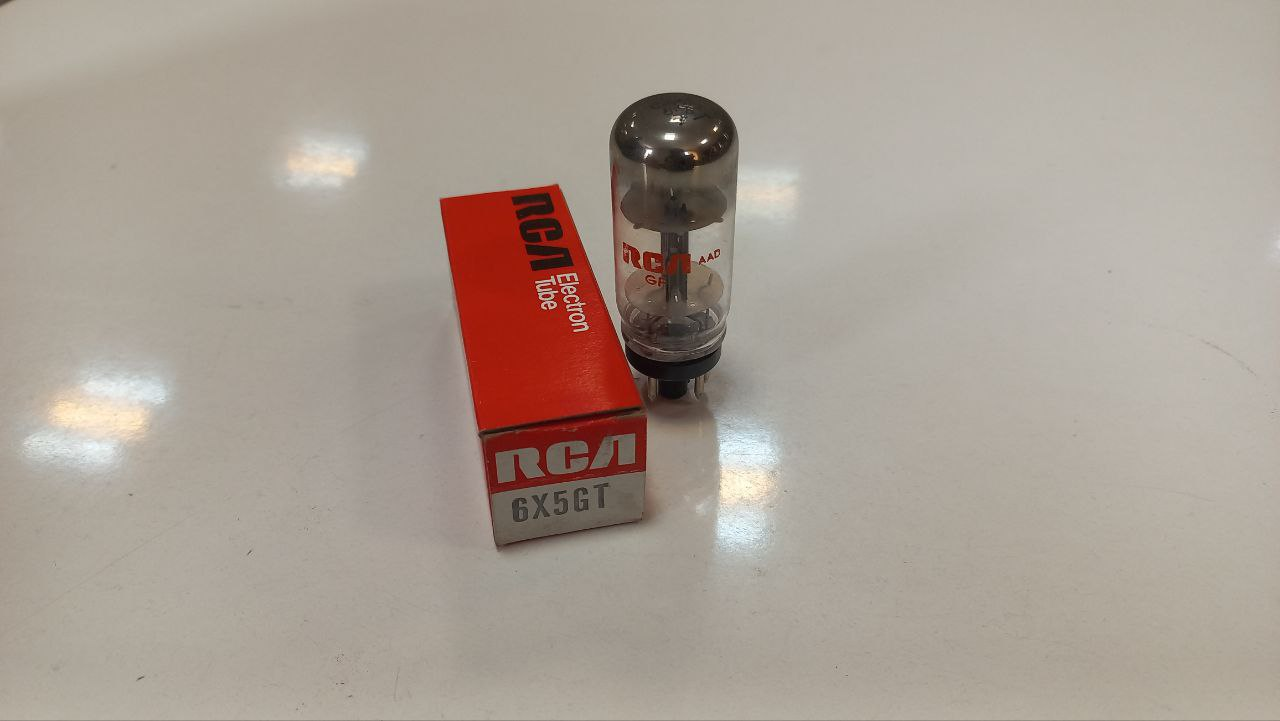 RCA
Electron
Tube
RCA
6X5GT
RCA AAD